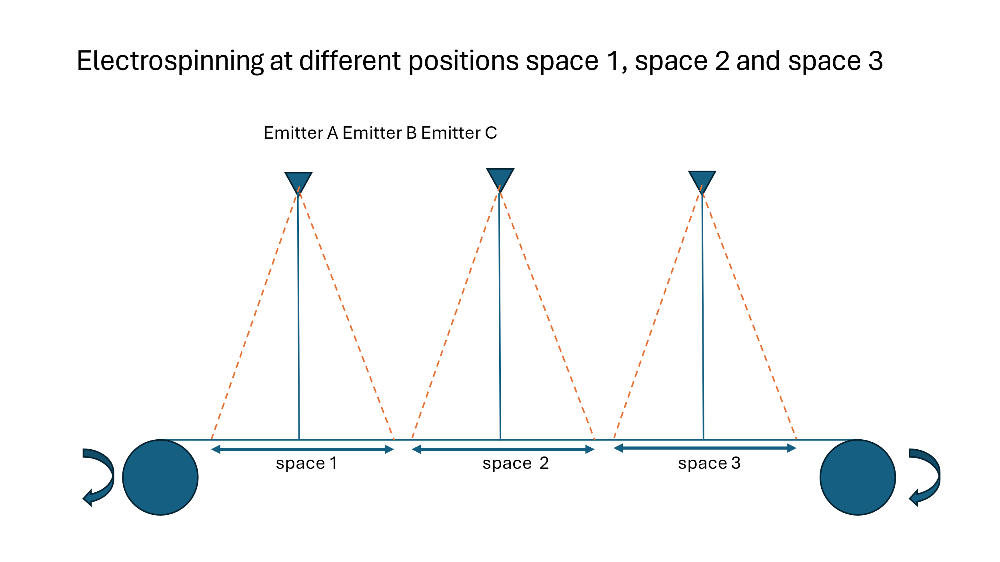 Electrospinning at different positions space 1, space 2 and space 3
Emitter A Emitter B Emitter C
space 1
space 2
space 3